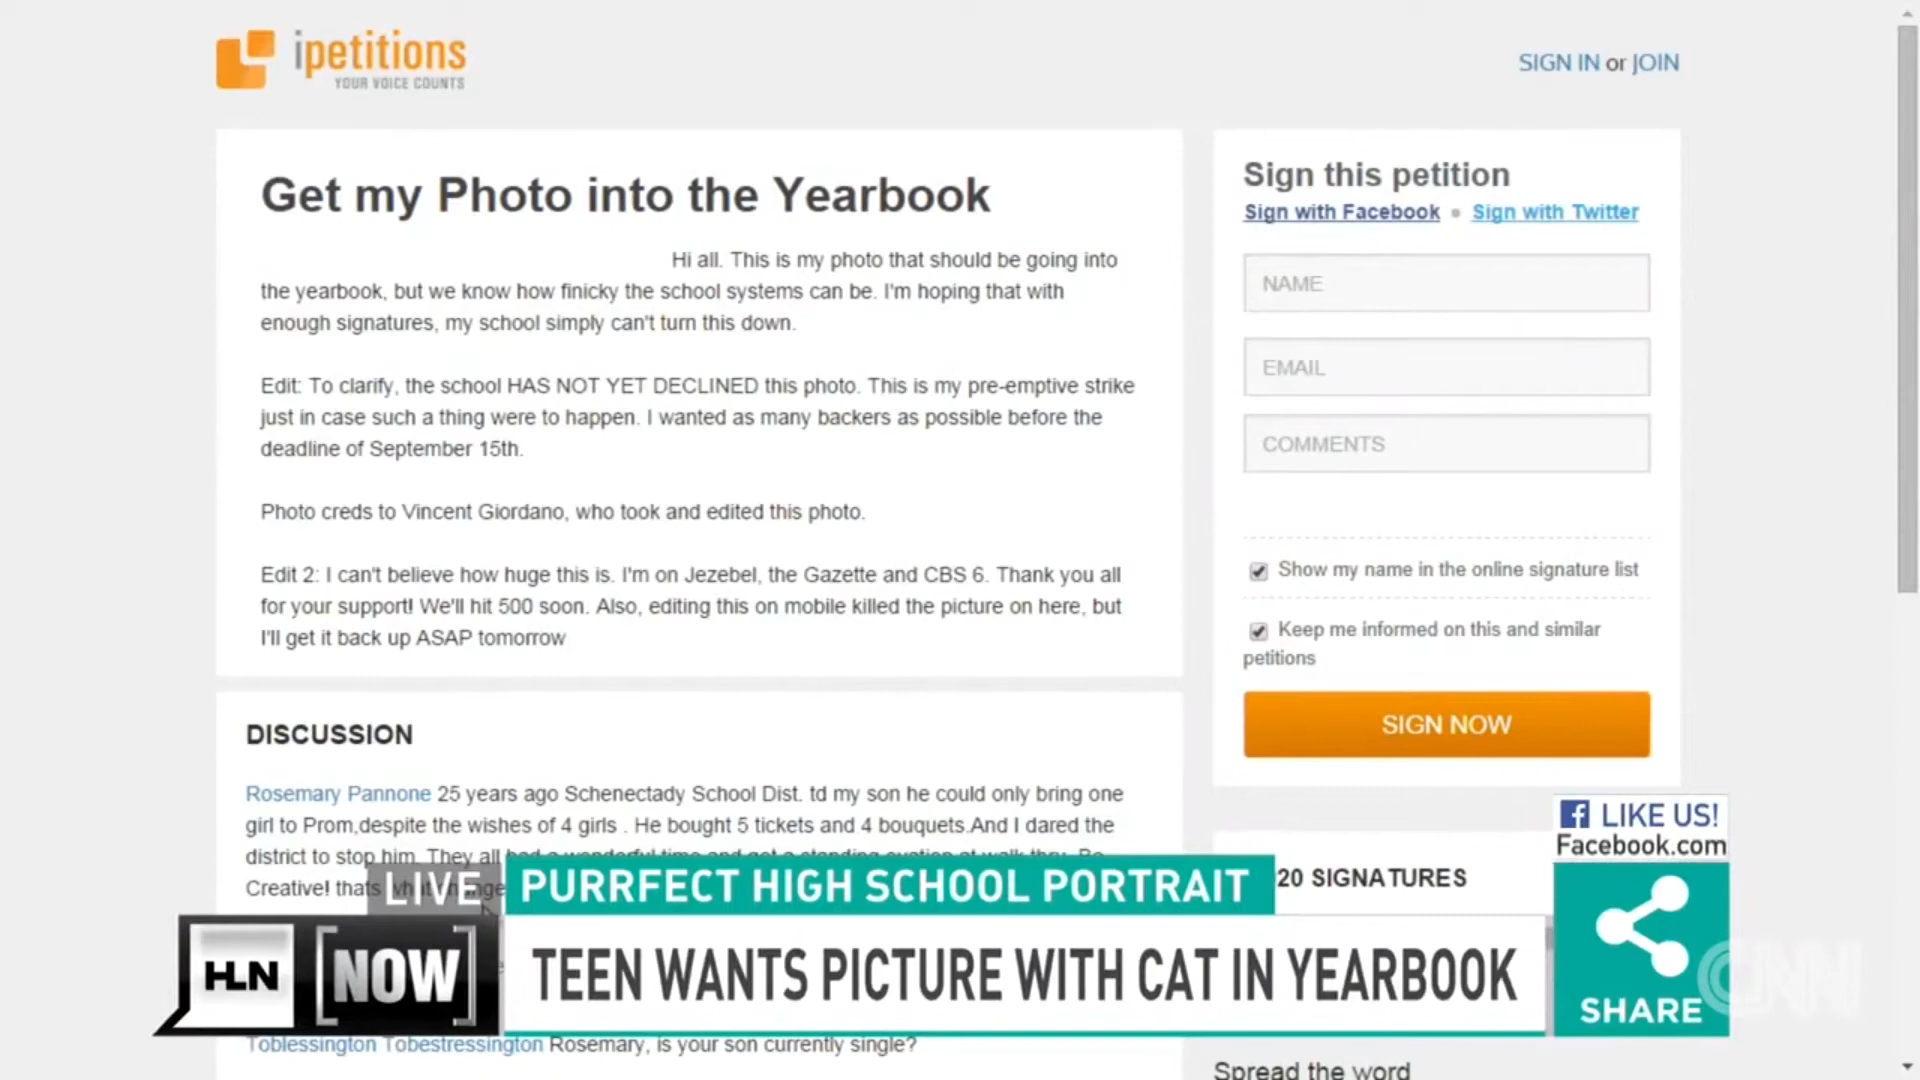 ipetitions
YOUR VOICE COUNTS
SIGN IN or JOIN
Get my Photo into the Yearbook
Hi all. This is my photo that should be going into
the yearbook, but we know how finicky the school systems can be. I'm hoping that with
enough signatures, my school simply can't turn this down.
Edit: To clarify, the school HAS NOT YET DECLINED this photo. This is my pre-emptive strike
just in case such a thing were to happen. I wanted as many backers as possible before the
deadline of September 15th.
Photo creds to Vincent Giordano, who took and edited this photo.
Edit 2: I can't believe how huge this is. I'm on Jezebel, the Gazette and CBS 6. Thank you all
for your support! We'll hit 500 soon. Also, editing this on mobile killed the picture on here, but
I'll get it back up ASAP tomorrow
Sign this petition
Sign with Facebook • Sign with Twitter
NAME
EMAIL
COMMENTS
Show my name in the online signature list
Keep me informed on this and similar
petitions
SIGN NOW
DISCUSSION
Rosemary Pannone 25 years ago Schenectady School Dist. td my son he could only bring one
girl to Prom,despite the wishes of 4 girls . He bought 5 tickets and 4 bouquets.And I dared the
district to stop him. They all
Creative! thats what
20 SIGNATURES
LIKE US!
Facebook.com
LIVE
PURRFECT HIGH SCHOOL PORTRAIT
HLN
[NOW]
TEEN WANTS PICTURE WITH CAT IN YEARBOOK
SHARE
CNN
Toblessington Tobestressington Rosemary, is your son currently single?
Spread the word